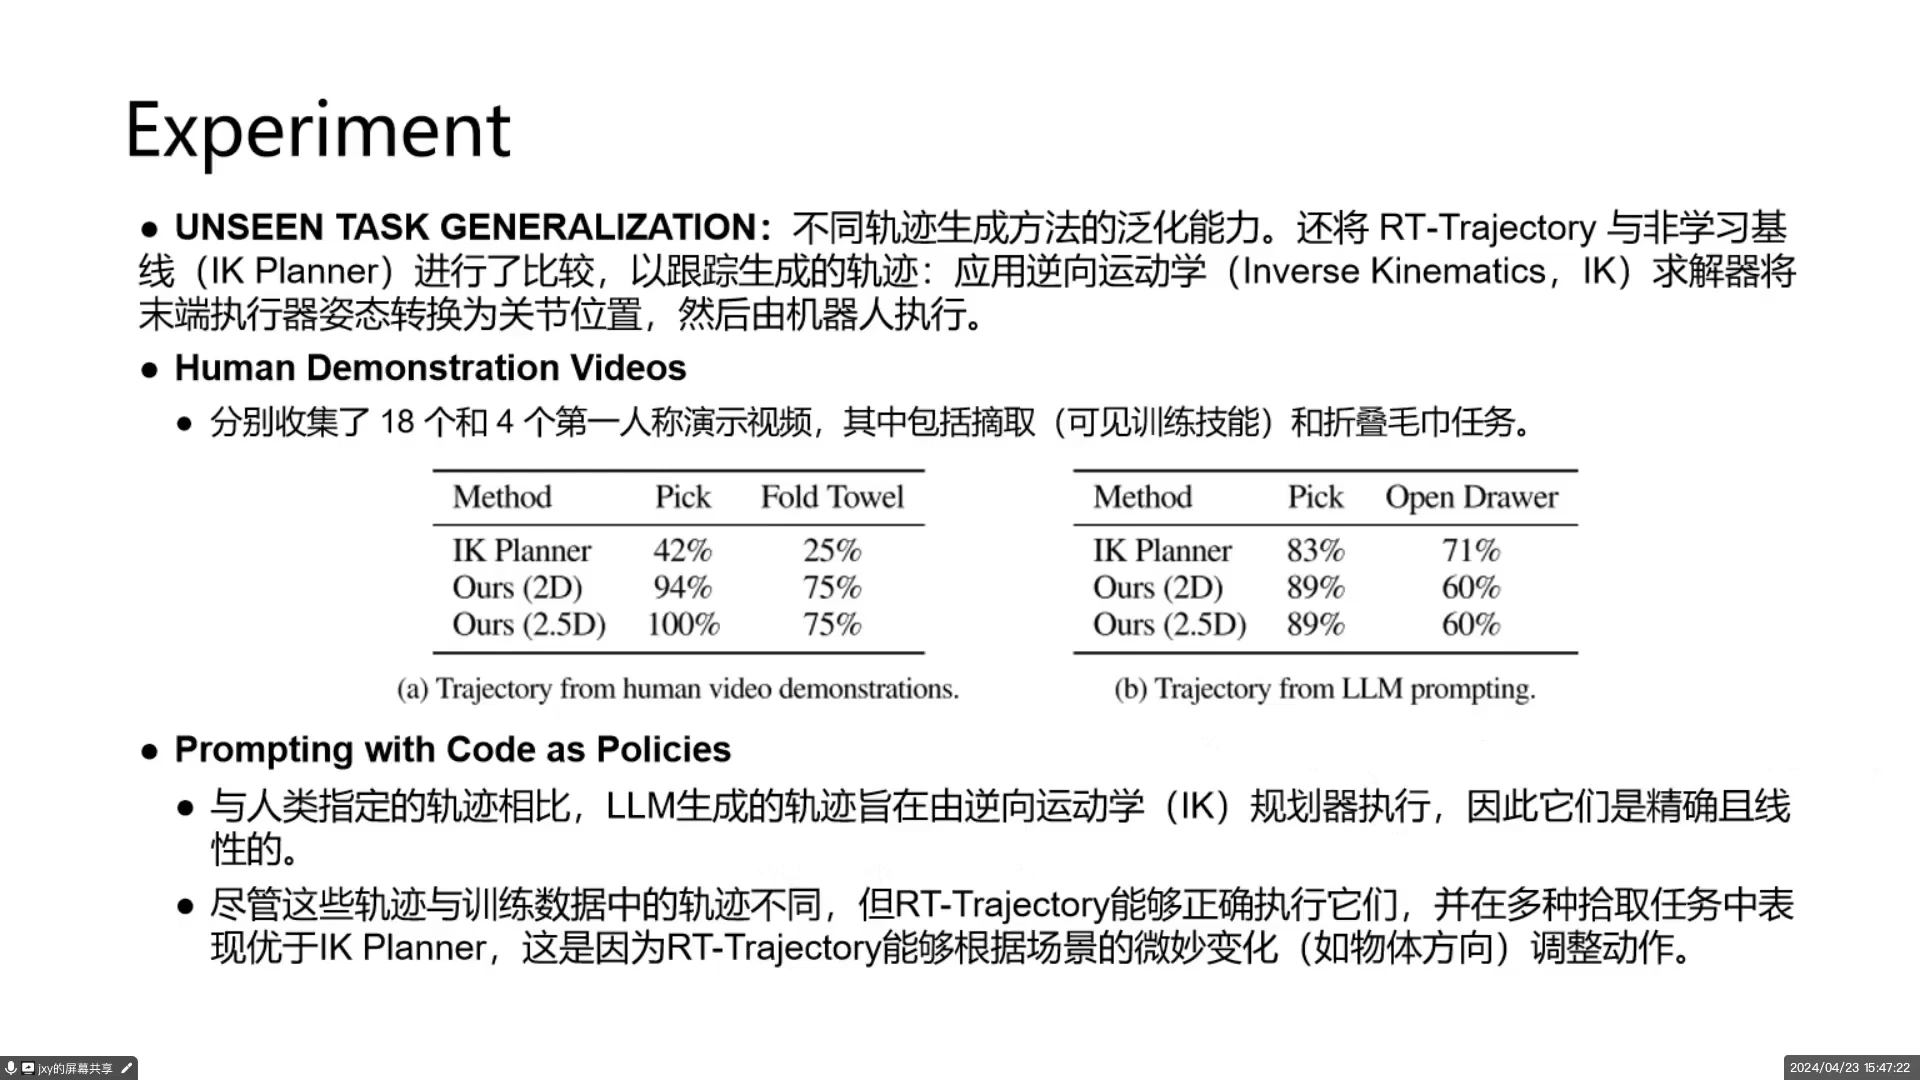 Experiment
● UNSEEN TASK GENERALIZATION：不同轨迹生成方法的泛化能力。还将 RT-Trajectory 与非学习基
线（IK Planner）进行了比较，以跟踪生成的轨迹：应用逆向运动学（Inverse Kinematics，IK）求解器将
末端执行器姿态转换为关节位置，然后由机器人执行。
● Human Demonstration Videos
● 分别收集了 18 个和 4 个第一人称演示视频，其中包括摘取（可见训练技能）和折叠毛巾任务。
Method Pick Fold Towel
IK Planner 42% 25%
Ours (2D) 94% 75%
Ours (2.5D) 100% 75%
(a) Trajectory from human video demonstrations.
Method Pick Open Drawer
IK Planner 83% 71%
Ours (2D) 89% 60%
Ours (2.5D) 89% 60%
(b) Trajectory from LLM prompting.
● Prompting with Code as Policies
● 与人类指定的轨迹相比，LLM生成的轨迹旨在由逆向运动学（IK）规划器执行，因此它们是精确且线
性的。
● 尽管这些轨迹与训练数据中的轨迹不同，但RT-Trajectory能够正确执行它们，并在多种拾取任务中表
现优于IK Planner，这是因为RT-Trajectory能够根据场景的微妙变化（如物体方向）调整动作。
jxy的屏幕共享
2024/04/23 15:47:22